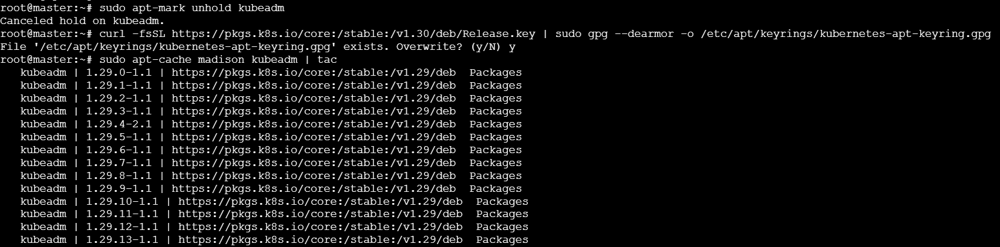 root@master:~# sudo apt-mark unhold kubeadm
Canceled hold on kubeadm.
root@master:~# curl -fsSL https://pkgs.k8s.io/core:/stable:/v1.30/deb/Release.key | sudo gpg --dearmor -o /etc/apt/keyrings/kubernetes-apt-keyring.gpg
File '/etc/apt/keyrings/kubernetes-apt-keyring.gpg' exists. Overwrite? (y/N) y
root@master:~# sudo apt-cache madison kubeadm | tac
   kubeadm | 1.29.0-1.1 | https://pkgs.k8s.io/core:/stable:/v1.29/deb  Packages
   kubeadm | 1.29.1-1.1 | https://pkgs.k8s.io/core:/stable:/v1.29/deb  Packages
   kubeadm | 1.29.2-1.1 | https://pkgs.k8s.io/core:/stable:/v1.29/deb  Packages
   kubeadm | 1.29.3-1.1 | https://pkgs.k8s.io/core:/stable:/v1.29/deb  Packages
   kubeadm | 1.29.4-2.1 | https://pkgs.k8s.io/core:/stable:/v1.29/deb  Packages
   kubeadm | 1.29.5-1.1 | https://pkgs.k8s.io/core:/stable:/v1.29/deb  Packages
   kubeadm | 1.29.6-1.1 | https://pkgs.k8s.io/core:/stable:/v1.29/deb  Packages
   kubeadm | 1.29.7-1.1 | https://pkgs.k8s.io/core:/stable:/v1.29/deb  Packages
   kubeadm | 1.29.8-1.1 | https://pkgs.k8s.io/core:/stable:/v1.29/deb  Packages
   kubeadm | 1.29.9-1.1 | https://pkgs.k8s.io/core:/stable:/v1.29/deb  Packages
   kubeadm | 1.29.10-1.1 | https://pkgs.k8s.io/core:/stable:/v1.29/deb  Packages
   kubeadm | 1.29.11-1.1 | https://pkgs.k8s.io/core:/stable:/v1.29/deb  Packages
   kubeadm | 1.29.12-1.1 | https://pkgs.k8s.io/core:/stable:/v1.29/deb  Packages
   kubeadm | 1.29.13-1.1 | https://pkgs.k8s.io/core:/stable:/v1.29/deb  Packages